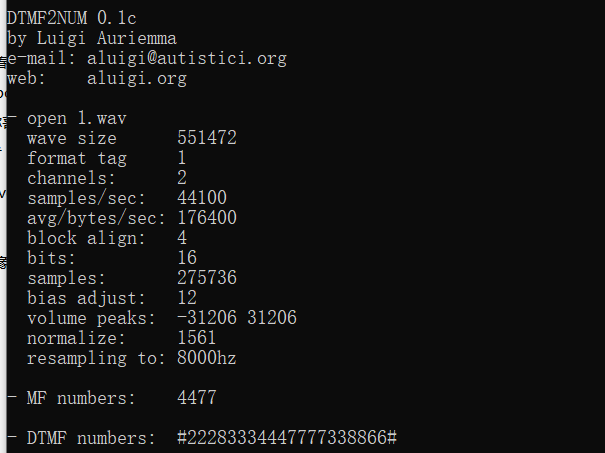 DTMF2NUM 0.1c
by Luigi Auriemma
e-mail: aluigi@autistici.org
web:    aluigi.org

- open 1.wav
  wave size      551472
  format tag     1
  channels:      2
  samples/sec:   44100
  avg/bytes/sec: 176400
  block align:   4
  bits:          16
  samples:       275736
  bias adjust:   12
  volume peaks:  -31206 31206
  normalize:     1561
  resampling to: 8000hz

- MF numbers:    4477

- DTMF numbers:  #22283334447777338866#